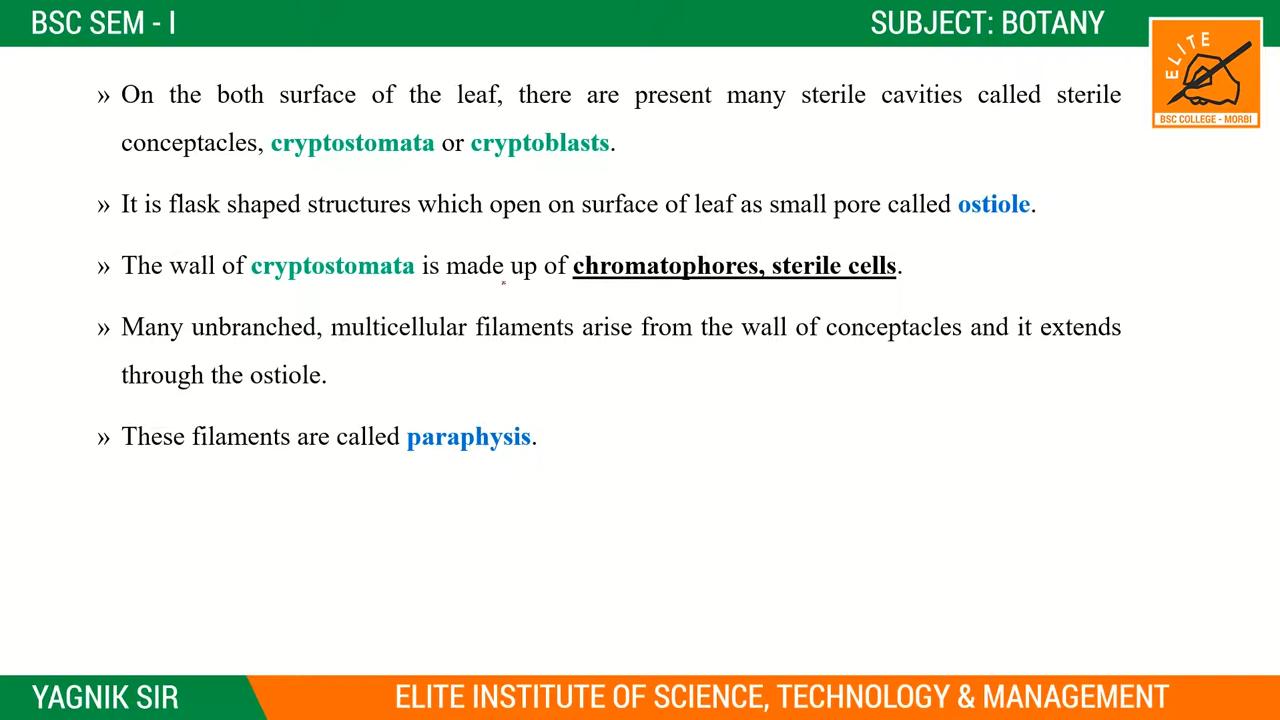 BSC SEM - I
SUBJECT: BOTANY
ELITE
BSC COLLEGE - MORBI
» On the both surface of the leaf, there are present many sterile cavities called sterile
conceptacles, cryptostomata or cryptoblasts.
» It is flask shaped structures which open on surface of leaf as small pore called ostiole.
» The wall of cryptostomata is made up of chromatophores, sterile cells.
» Many unbranched, multicellular filaments arise from the wall of conceptacles and it extends
through the ostiole.
» These filaments are called paraphysis.
YAGNIK SIR
ELITE INSTITUTE OF SCIENCE, TECHNOLOGY & MANAGEMENT